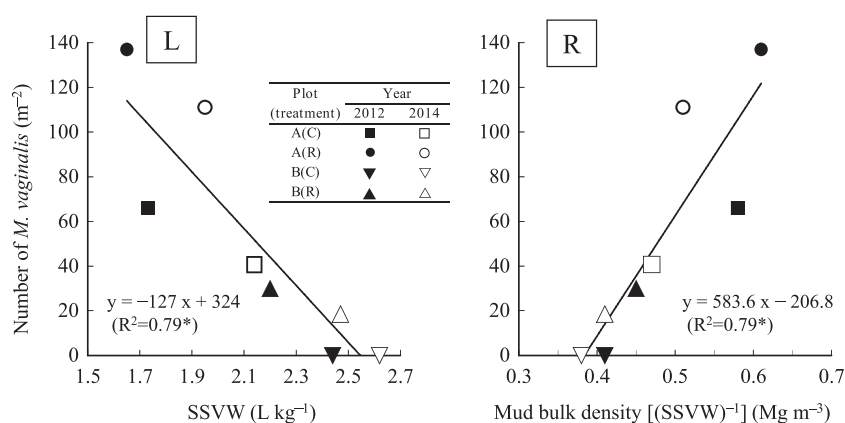 L
R
Number of M. vaginalis (m⁻²)
140
120
100
80
60
40
20
0
1.5 1.7 1.9 2.1 2.3 2.5 2.7
SSVW (L kg⁻¹)
y = −127 x + 324
(R²=0.79*)
Plot Year
(treatment) 2012 2014
A(C)
A(R)
B(C)
B(R)
140
120
100
80
60
40
20
0
0.3 0.4 0.5 0.6 0.7
Mud bulk density [(SSVW)⁻¹] (Mg m⁻³)
y = 583.6 x − 206.8
(R²=0.79*)